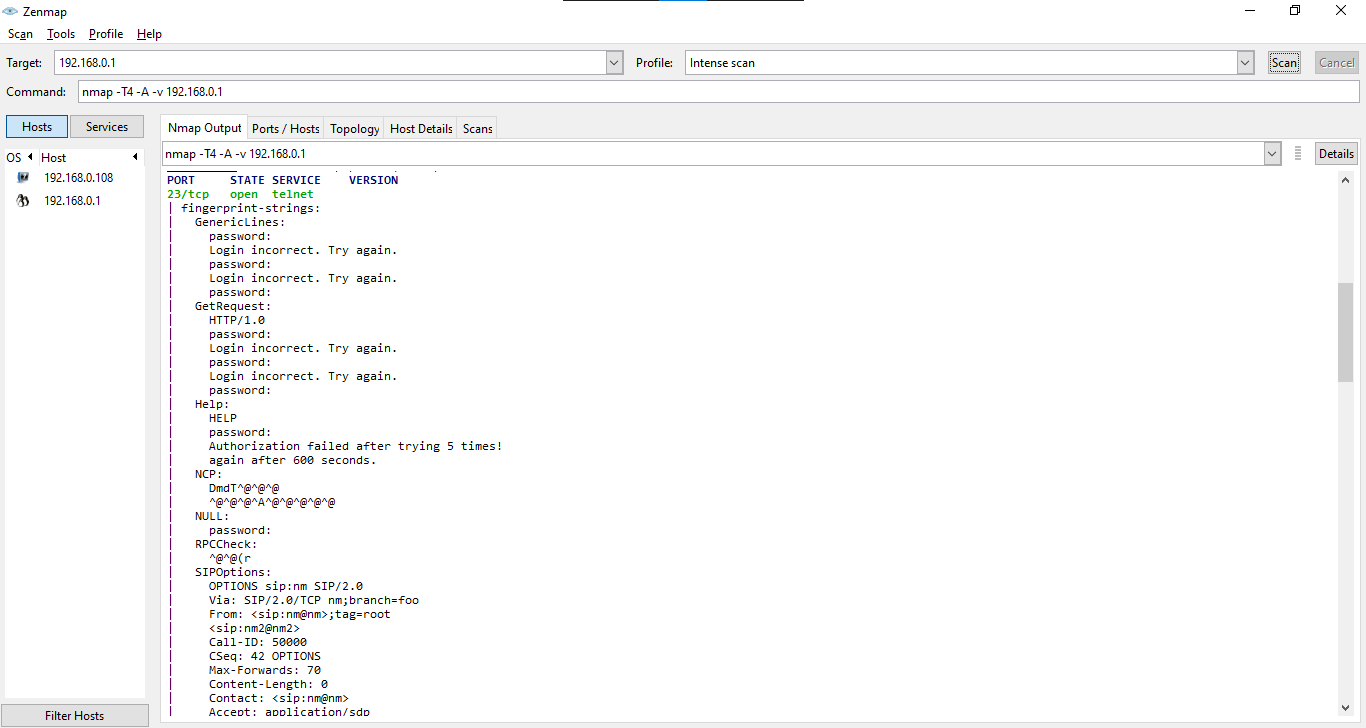 Zenmap
Scan Tools Profile Help
Target: 192.168.0.1 Profile: Intense scan Scan Cancel
Command: nmap -T4 -A -v 192.168.0.1
Hosts Services
Nmap Output Ports / Hosts Topology Host Details Scans
OS Host
192.168.0.108
192.168.0.1
Filter Hosts
nmap -T4 -A -v 192.168.0.1 Details
PORT STATE SERVICE VERSION
23/tcp open telnet
| fingerprint-strings:
| GenericLines:
| password:
| Login incorrect. Try again.
| password:
| Login incorrect. Try again.
| password:
| GetRequest:
| HTTP/1.0
| password:
| Login incorrect. Try again.
| password:
| Login incorrect. Try again.
| password:
| Help:
| HELP
| password:
| Authorization failed after trying 5 times!
| again after 600 seconds.
| NCP:
| DmdT^@^@^@
| ^@^@^@^A^@^@^@^@^@
| NULL:
| password:
| RPCCheck:
| ^@^@(r
| SIPOptions:
| OPTIONS sip:nm SIP/2.0
| Via: SIP/2.0/TCP nm;branch=foo
| From: <sip:nm@nm>;tag=root
| <sip:nm2@nm2>
| Call-ID: 50000
| CSeq: 42 OPTIONS
| Max-Forwards: 70
| Content-Length: 0
| Contact: <sip:nm@nm>
| Accept: application/sdp